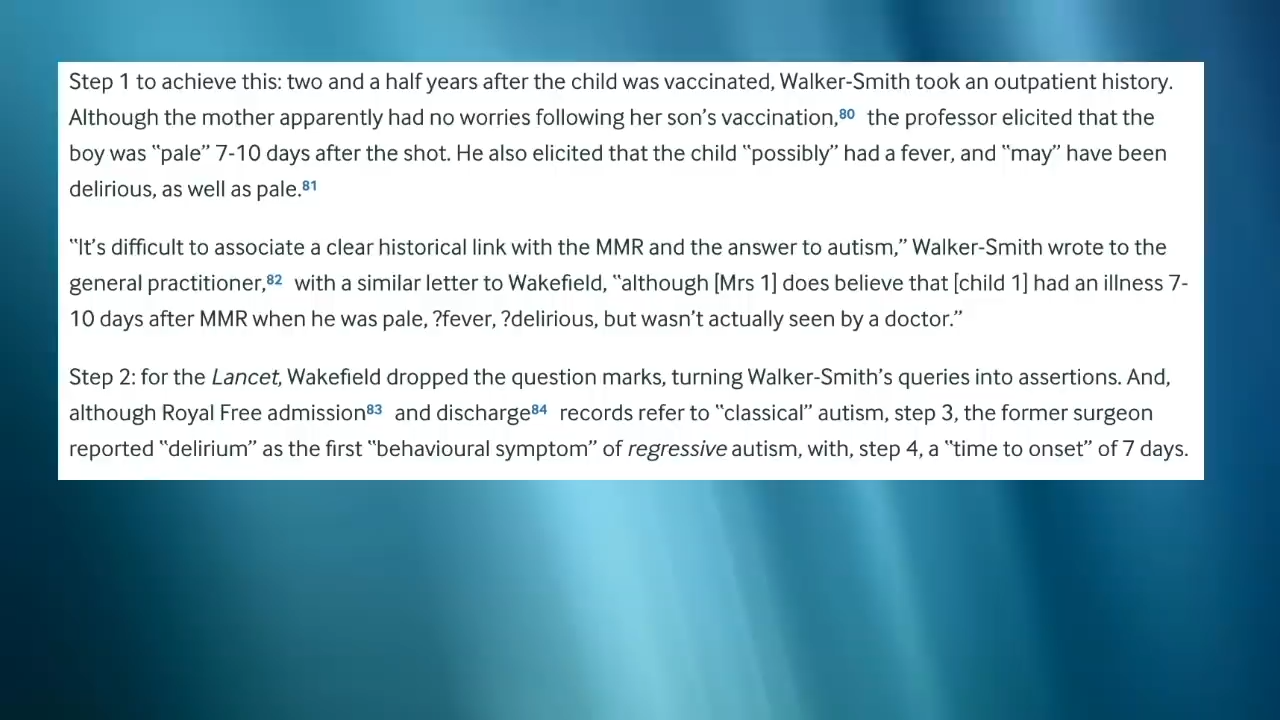 Step 1 to achieve this: two and a half years after the child was vaccinated, Walker-Smith took an outpatient history.
Although the mother apparently had no worries following her son’s vaccination,80 the professor elicited that the
boy was “pale” 7-10 days after the shot. He also elicited that the child “possibly” had a fever, and “may” have been
delirious, as well as pale.81
“It’s difficult to associate a clear historical link with the MMR and the answer to autism,” Walker-Smith wrote to the
general practitioner,82 with a similar letter to Wakefield, “although [Mrs 1] does believe that [child 1] had an illness 7-
10 days after MMR when he was pale, ?fever, ?delirious, but wasn’t actually seen by a doctor.”
Step 2: for the Lancet, Wakefield dropped the question marks, turning Walker-Smith’s queries into assertions. And,
although Royal Free admission83 and discharge84 records refer to “classical” autism, step 3, the former surgeon
reported “delirium” as the first “behavioural symptom” of regressive autism, with, step 4, a “time to onset” of 7 days.